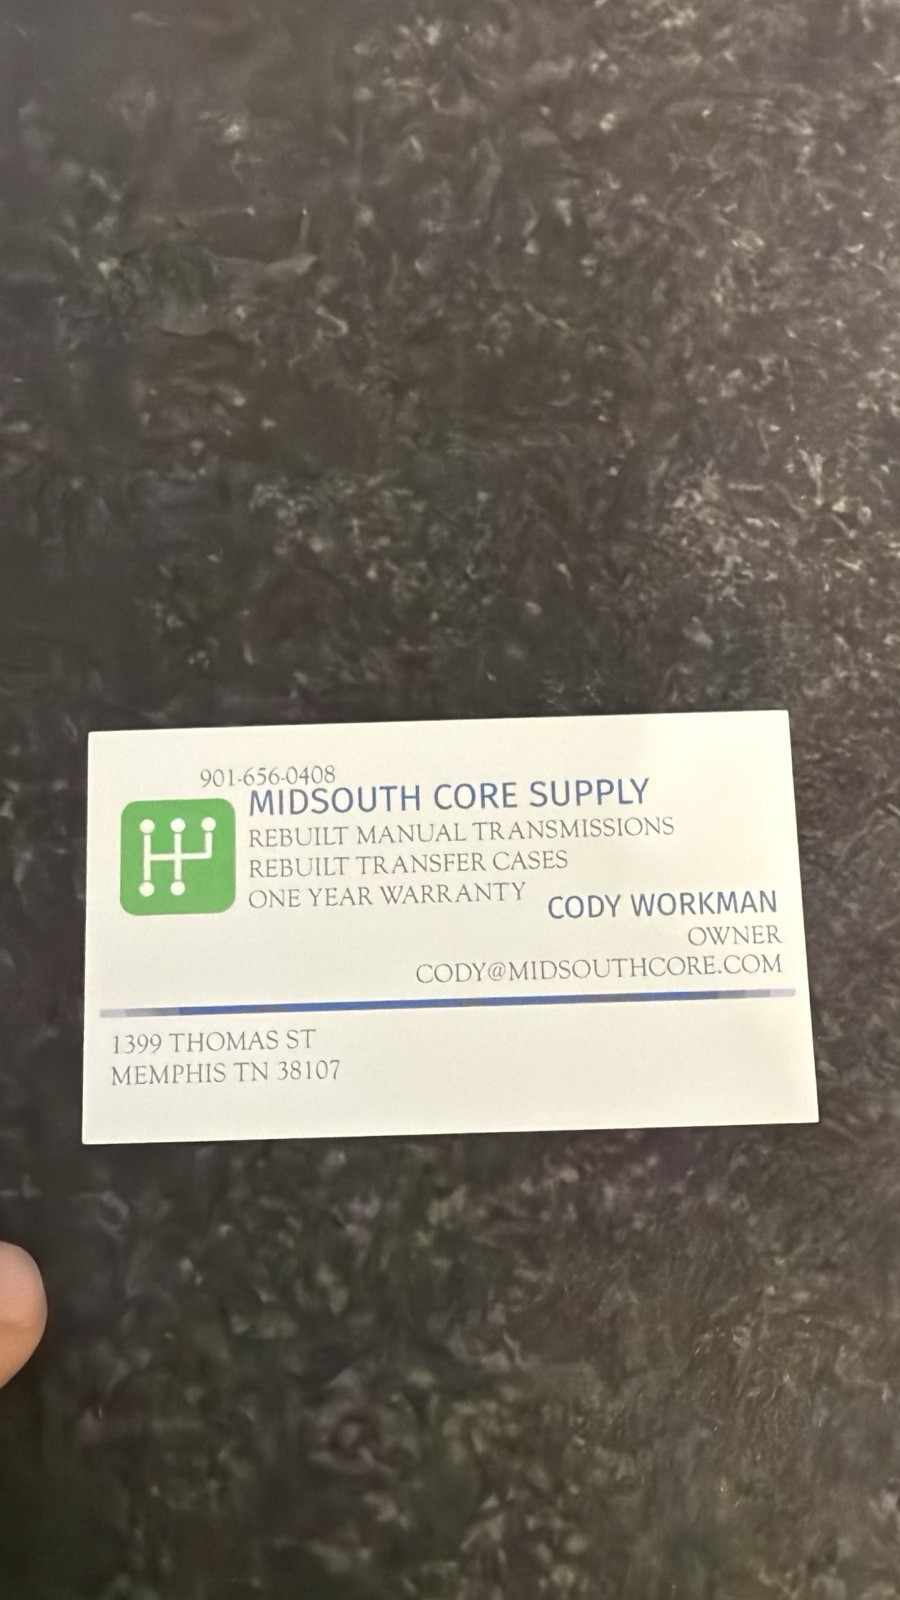 901-656-0408
MIDSOUTH CORE SUPPLY
REBUILT MANUAL TRANSMISSIONS
REBUILT TRANSFER CASES
ONE YEAR WARRANTY
CODY WORKMAN
OWNER
CODY@MIDSOUTHCORE.COM
1399 THOMAS ST
MEMPHIS TN 38107